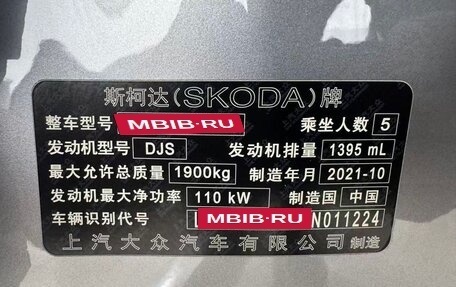 斯柯达(SKODA)牌
整车型号 MBIB·RU 乘坐人数 5
发动机型号 DJS 发动机排量 1395 mL
最大允许总质量 1900kg 制造年月 2021-10
发动机最大净功率 110 kW 制造国 中国
车辆识别代号 L MBIB·RU N011224
上汽大众汽车有限公司 制造